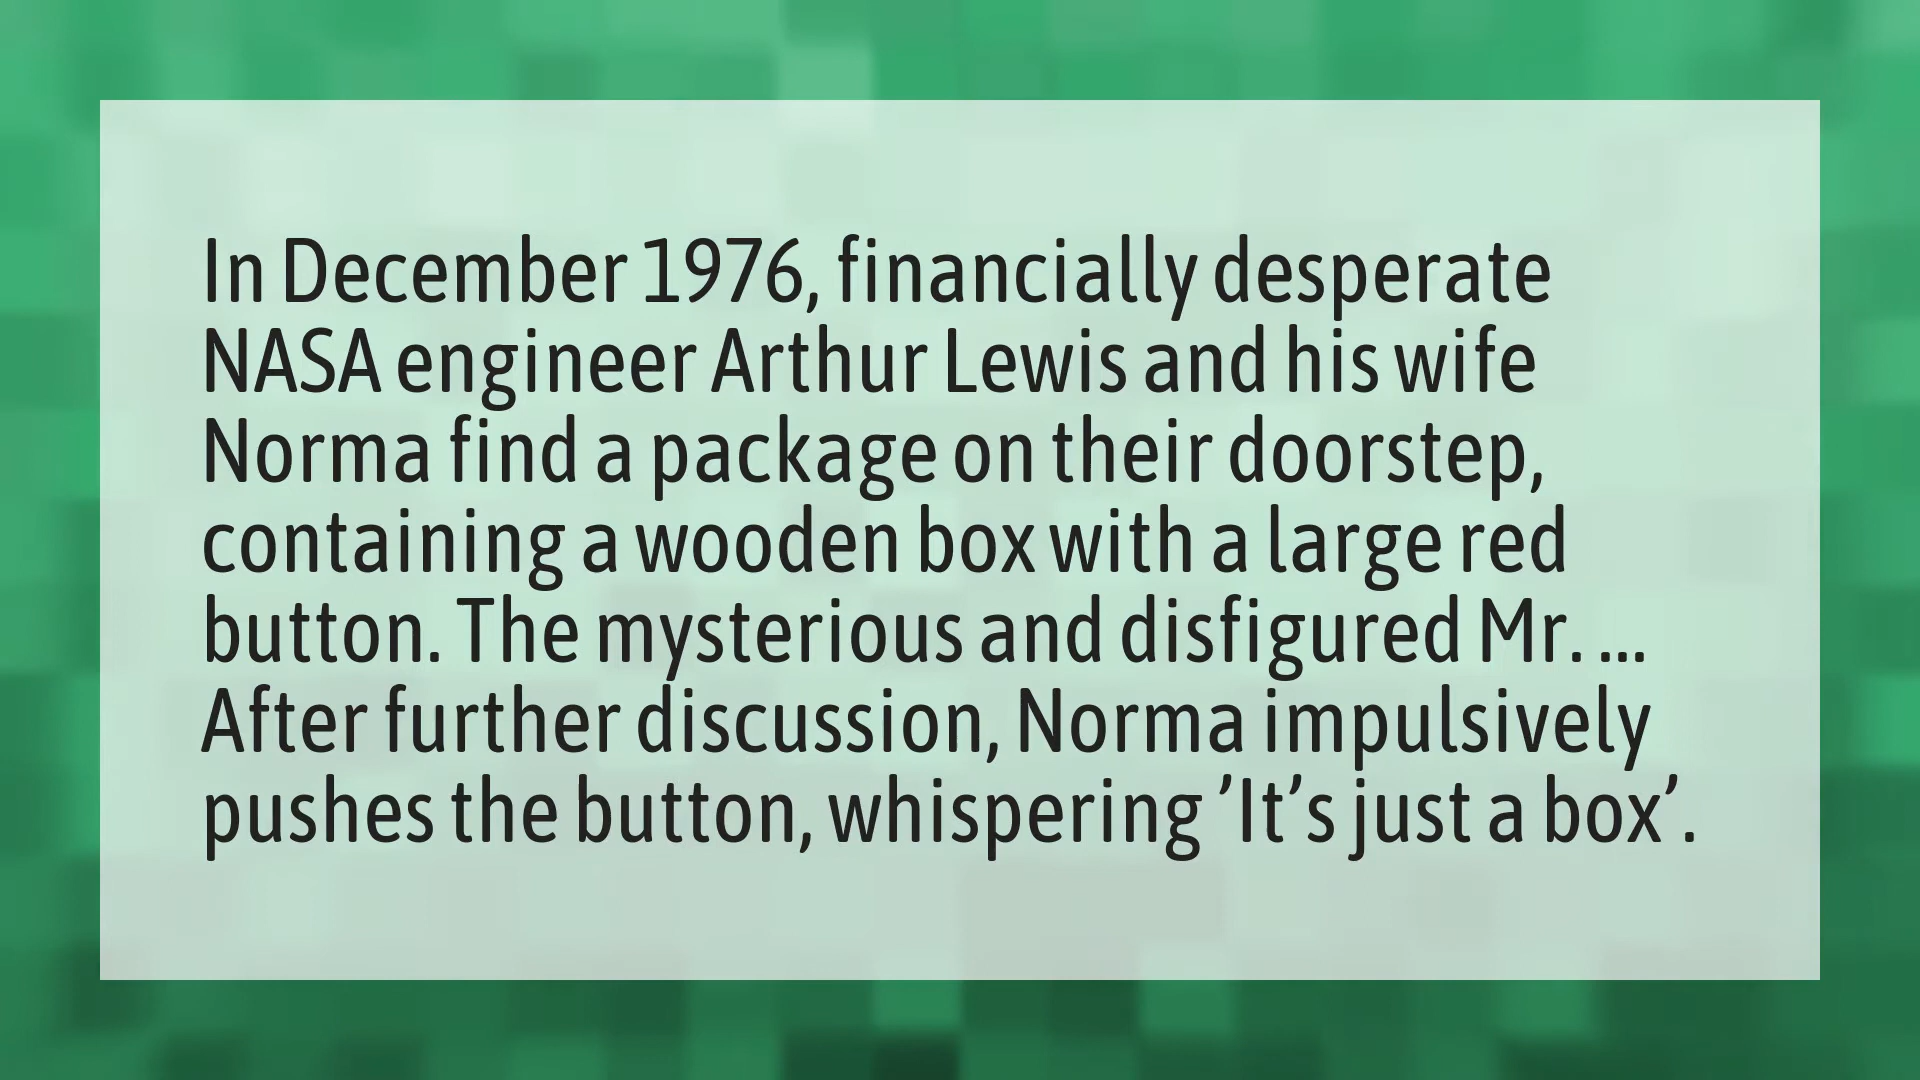 In December 1976, financially desperate
NASA engineer Arthur Lewis and his wife
Norma find a package on their doorstep,
containing a wooden box with a large red
button. The mysterious and disfigured Mr. ...
After further discussion, Norma impulsively
pushes the button, whispering ’It’s just a box’.